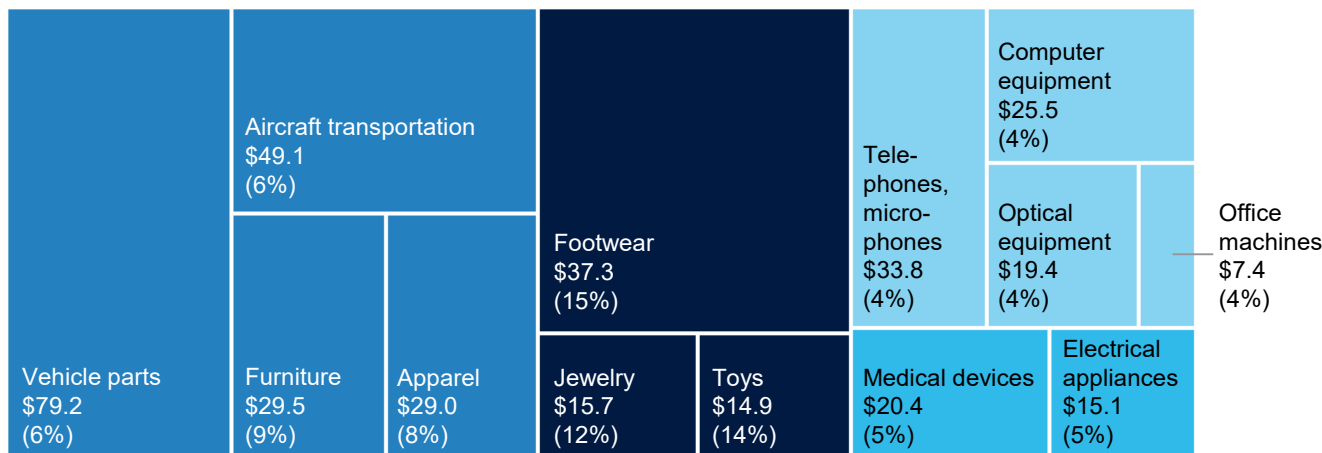 Vehicle parts
$79.2
(6%)
Aircraft transportation
$49.1
(6%)
Furniture
$29.5
(9%)
Apparel
$29.0
(8%)
Footwear
$37.3
(15%)
Jewelry
$15.7
(12%)
Toys
$14.9
(14%)
Tele-
phones,
micro-
phones
$33.8
(4%)
Computer
equipment
$25.5
(4%)
Optical
equipment
$19.4
(4%)
Office
machines
$7.4
(4%)
Medical devices
$20.4
(5%)
Electrical
appliances
$15.1
(5%)